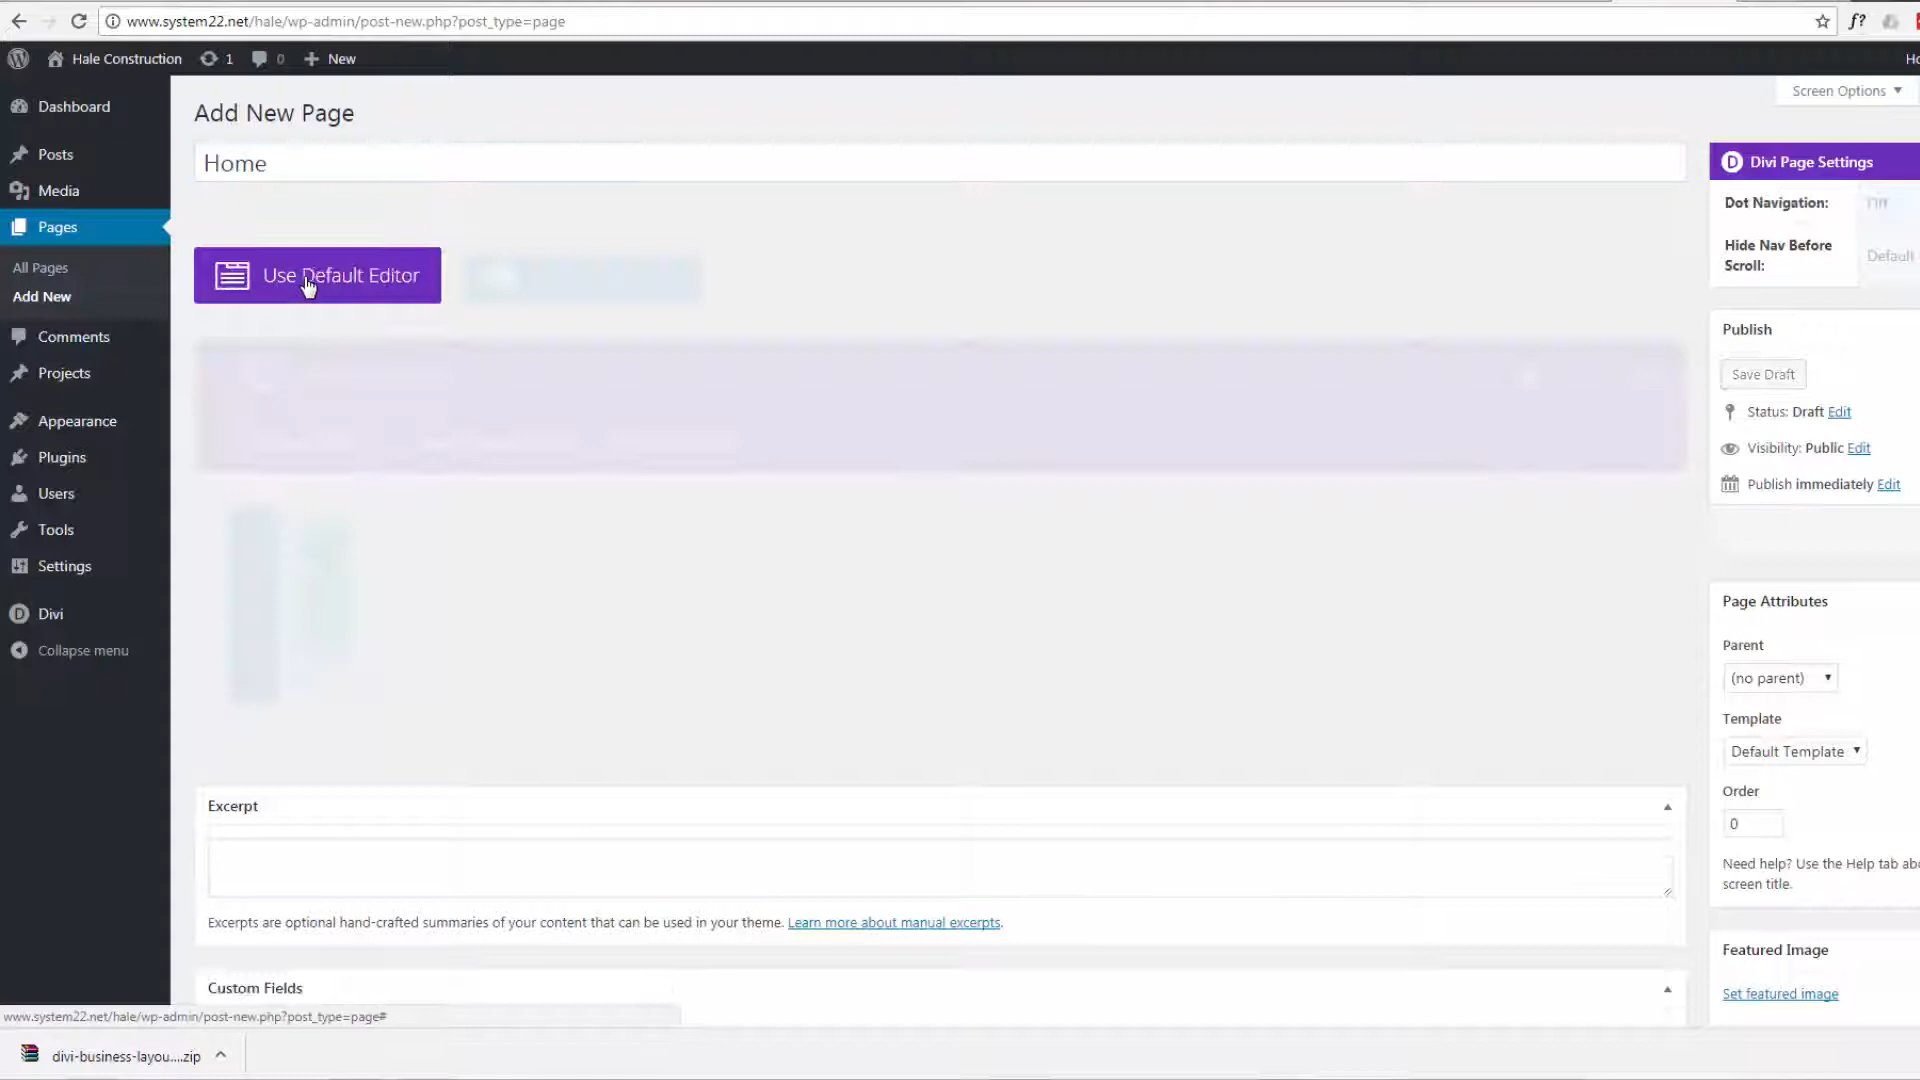 www.system22.net/hale/wp-admin/post-new.php?post_type=page
f?
Hale Construction
1
0
New
Dashboard
Posts
Media
Pages
All Pages
Add New
Comments
Projects
Appearance
Plugins
Users
Tools
Settings
Divi
Collapse menu
Screen Options
Add New Page
Home
Use Default Editor
Excerpt
Excerpts are optional hand-crafted summaries of your content that can be used in your theme. Learn more about manual excerpts.
Custom Fields
Divi Page Settings
Dot Navigation:
Hide Nav Before
Scroll:
Default
Publish
Save Draft
Status: Draft Edit
Visibility: Public Edit
Publish immediately Edit
Page Attributes
Parent
(no parent)
Template
Default Template
Order
0
Need help? Use the Help tab abo
screen title.
Featured Image
Set featured image
www.system22.net/hale/wp-admin/post-new.php?post_type=page#
divi-business-layou....zip